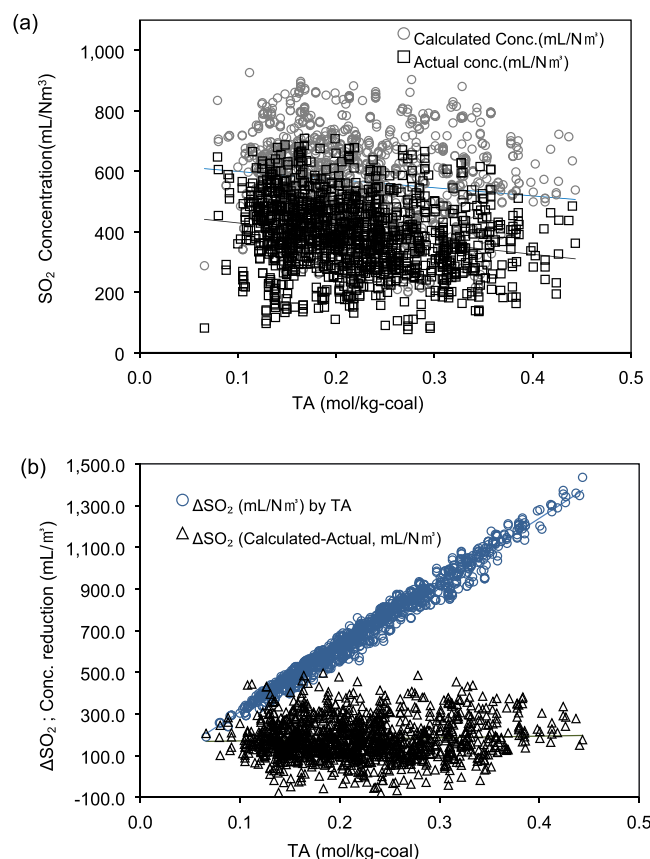 (a)
1,000
800
600
400
200
0
SO₂ Concentration(mL/Nm³)
Calculated Conc.(mL/Nm³)
Actual conc.(mL/Nm³)
0.0 0.1 0.2 0.3 0.4 0.5
TA (mol/kg-coal)
(b)
1,500.0
1,300.0
1,100.0
900.0
700.0
500.0
300.0
100.0
-100.0
ΔSO₂ ; Conc. reduction (mL/㎥)
ΔSO₂ (mL/N㎥) by TA
ΔSO₂ (Calculated-Actual, mL/N㎥)
0.0 0.1 0.2 0.3 0.4 0.5
TA (mol/kg-coal)